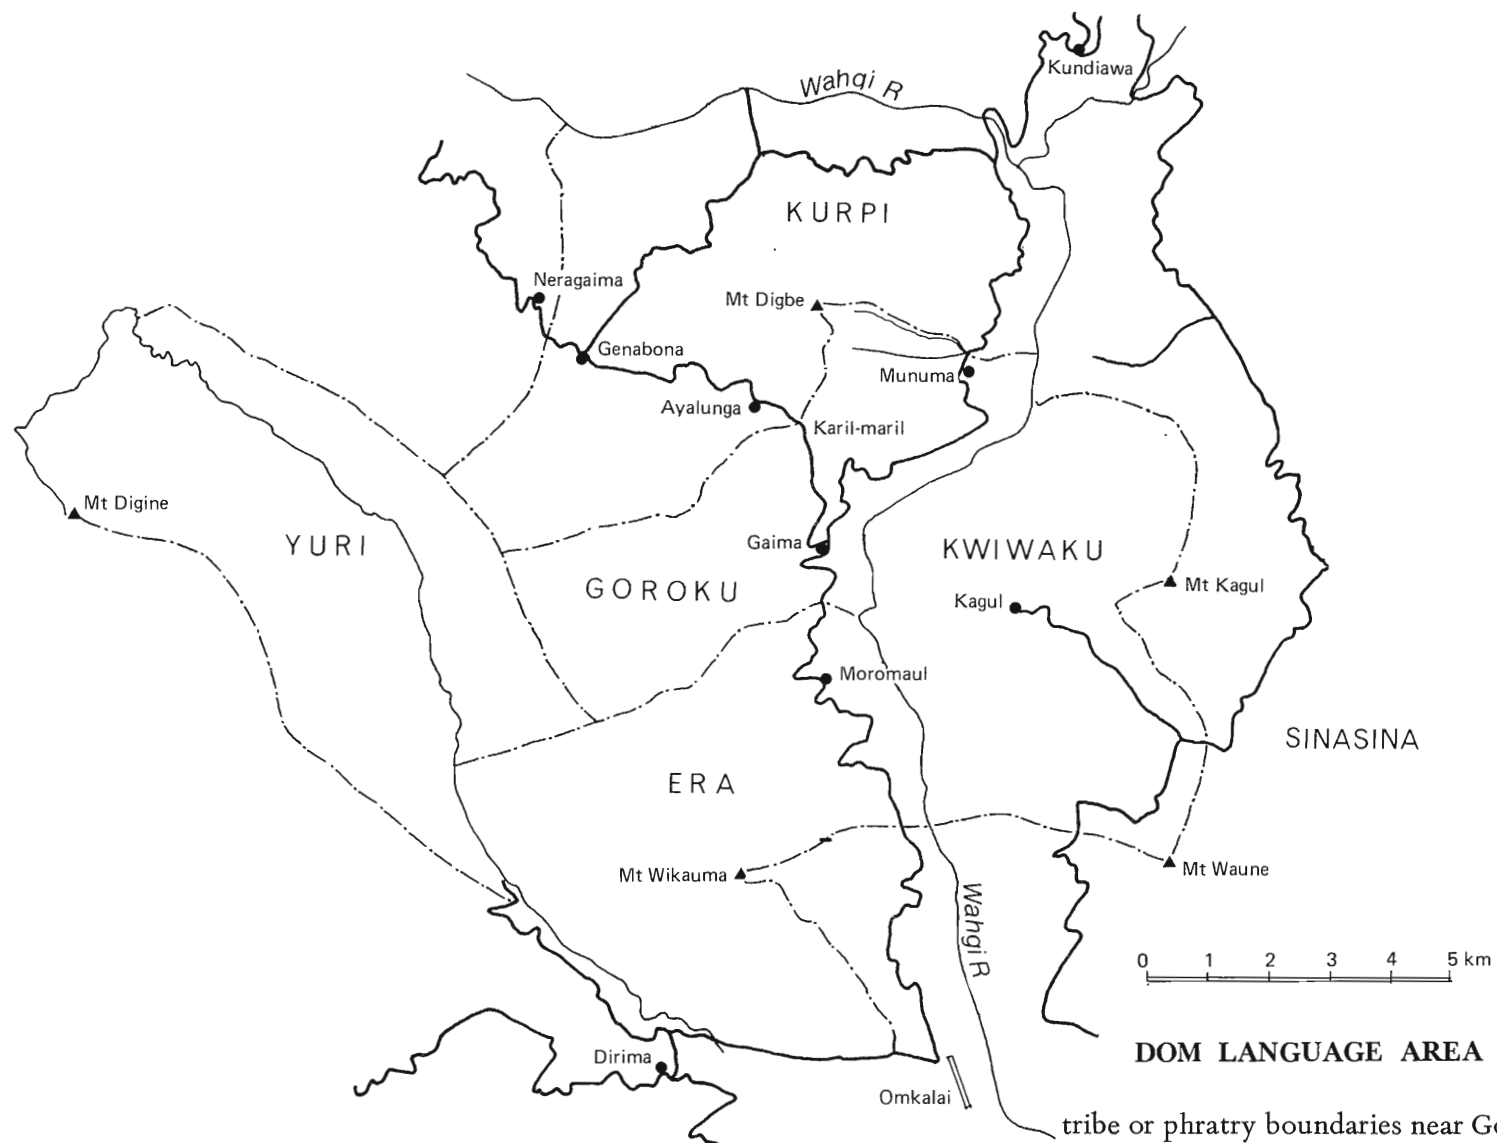 Kundiawa
Wahgi R
KURPI
Neragaima
Mt Digbe
Genabona
Munuma
Ayalunga
Karil-maril
Mt Digine
YURI
Gaima
KWIWAKU
GOROKU
Mt Kagul
Kagul
Moromaul
SINASINA
ERA
Mt Wikauma
Mt Waune
Wahgi R
0 1 2 3 4 5 km
DOM LANGUAGE AREA
Dirima
Omkalai
tribe or phratry boundaries near